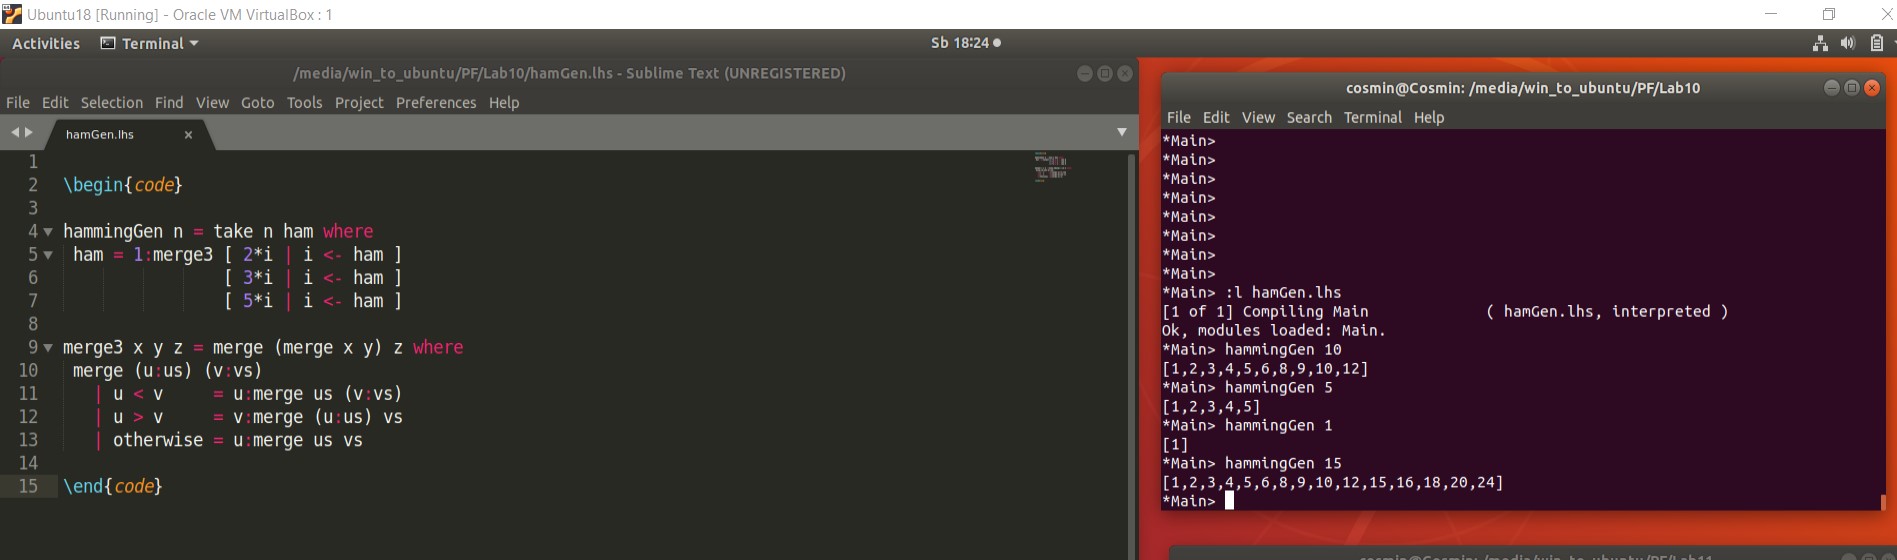 Ubuntu18 [Running] - Oracle VM VirtualBox : 1
Activities Terminal Sb 18:24
/media/win_to_ubuntu/PF/Lab10/hamGen.lhs - Sublime Text (UNREGISTERED)
File Edit Selection Find View Goto Tools Project Preferences Help
hamGen.lhs x
1
2 \begin{code}
3
4 hammingGen n = take n ham where
5 ham = 1:merge3 [ 2*i | i <- ham ]
6 [ 3*i | i <- ham ]
7 [ 5*i | i <- ham ]
8
9 merge3 x y z = merge (merge x y) z where
10 merge (u:us) (v:vs)
11 | u < v = u:merge us (v:vs)
12 | u > v = v:merge (u:us) vs
13 | otherwise = u:merge us vs
14
15 \end{code}
cosmin@Cosmin: /media/win_to_ubuntu/PF/Lab10
File Edit View Search Terminal Help
*Main>
*Main>
*Main>
*Main>
*Main>
*Main>
*Main>
*Main>
*Main> :l hamGen.lhs
[1 of 1] Compiling Main ( hamGen.lhs, interpreted )
Ok, modules loaded: Main.
*Main> hammingGen 10
[1,2,3,4,5,6,8,9,10,12]
*Main> hammingGen 5
[1,2,3,4,5]
*Main> hammingGen 1
[1]
*Main> hammingGen 15
[1,2,3,4,5,6,8,9,10,12,15,16,18,20,24]
*Main>
cosmin@Cosmin: /media/win_to_ubuntu/PF/Lab11